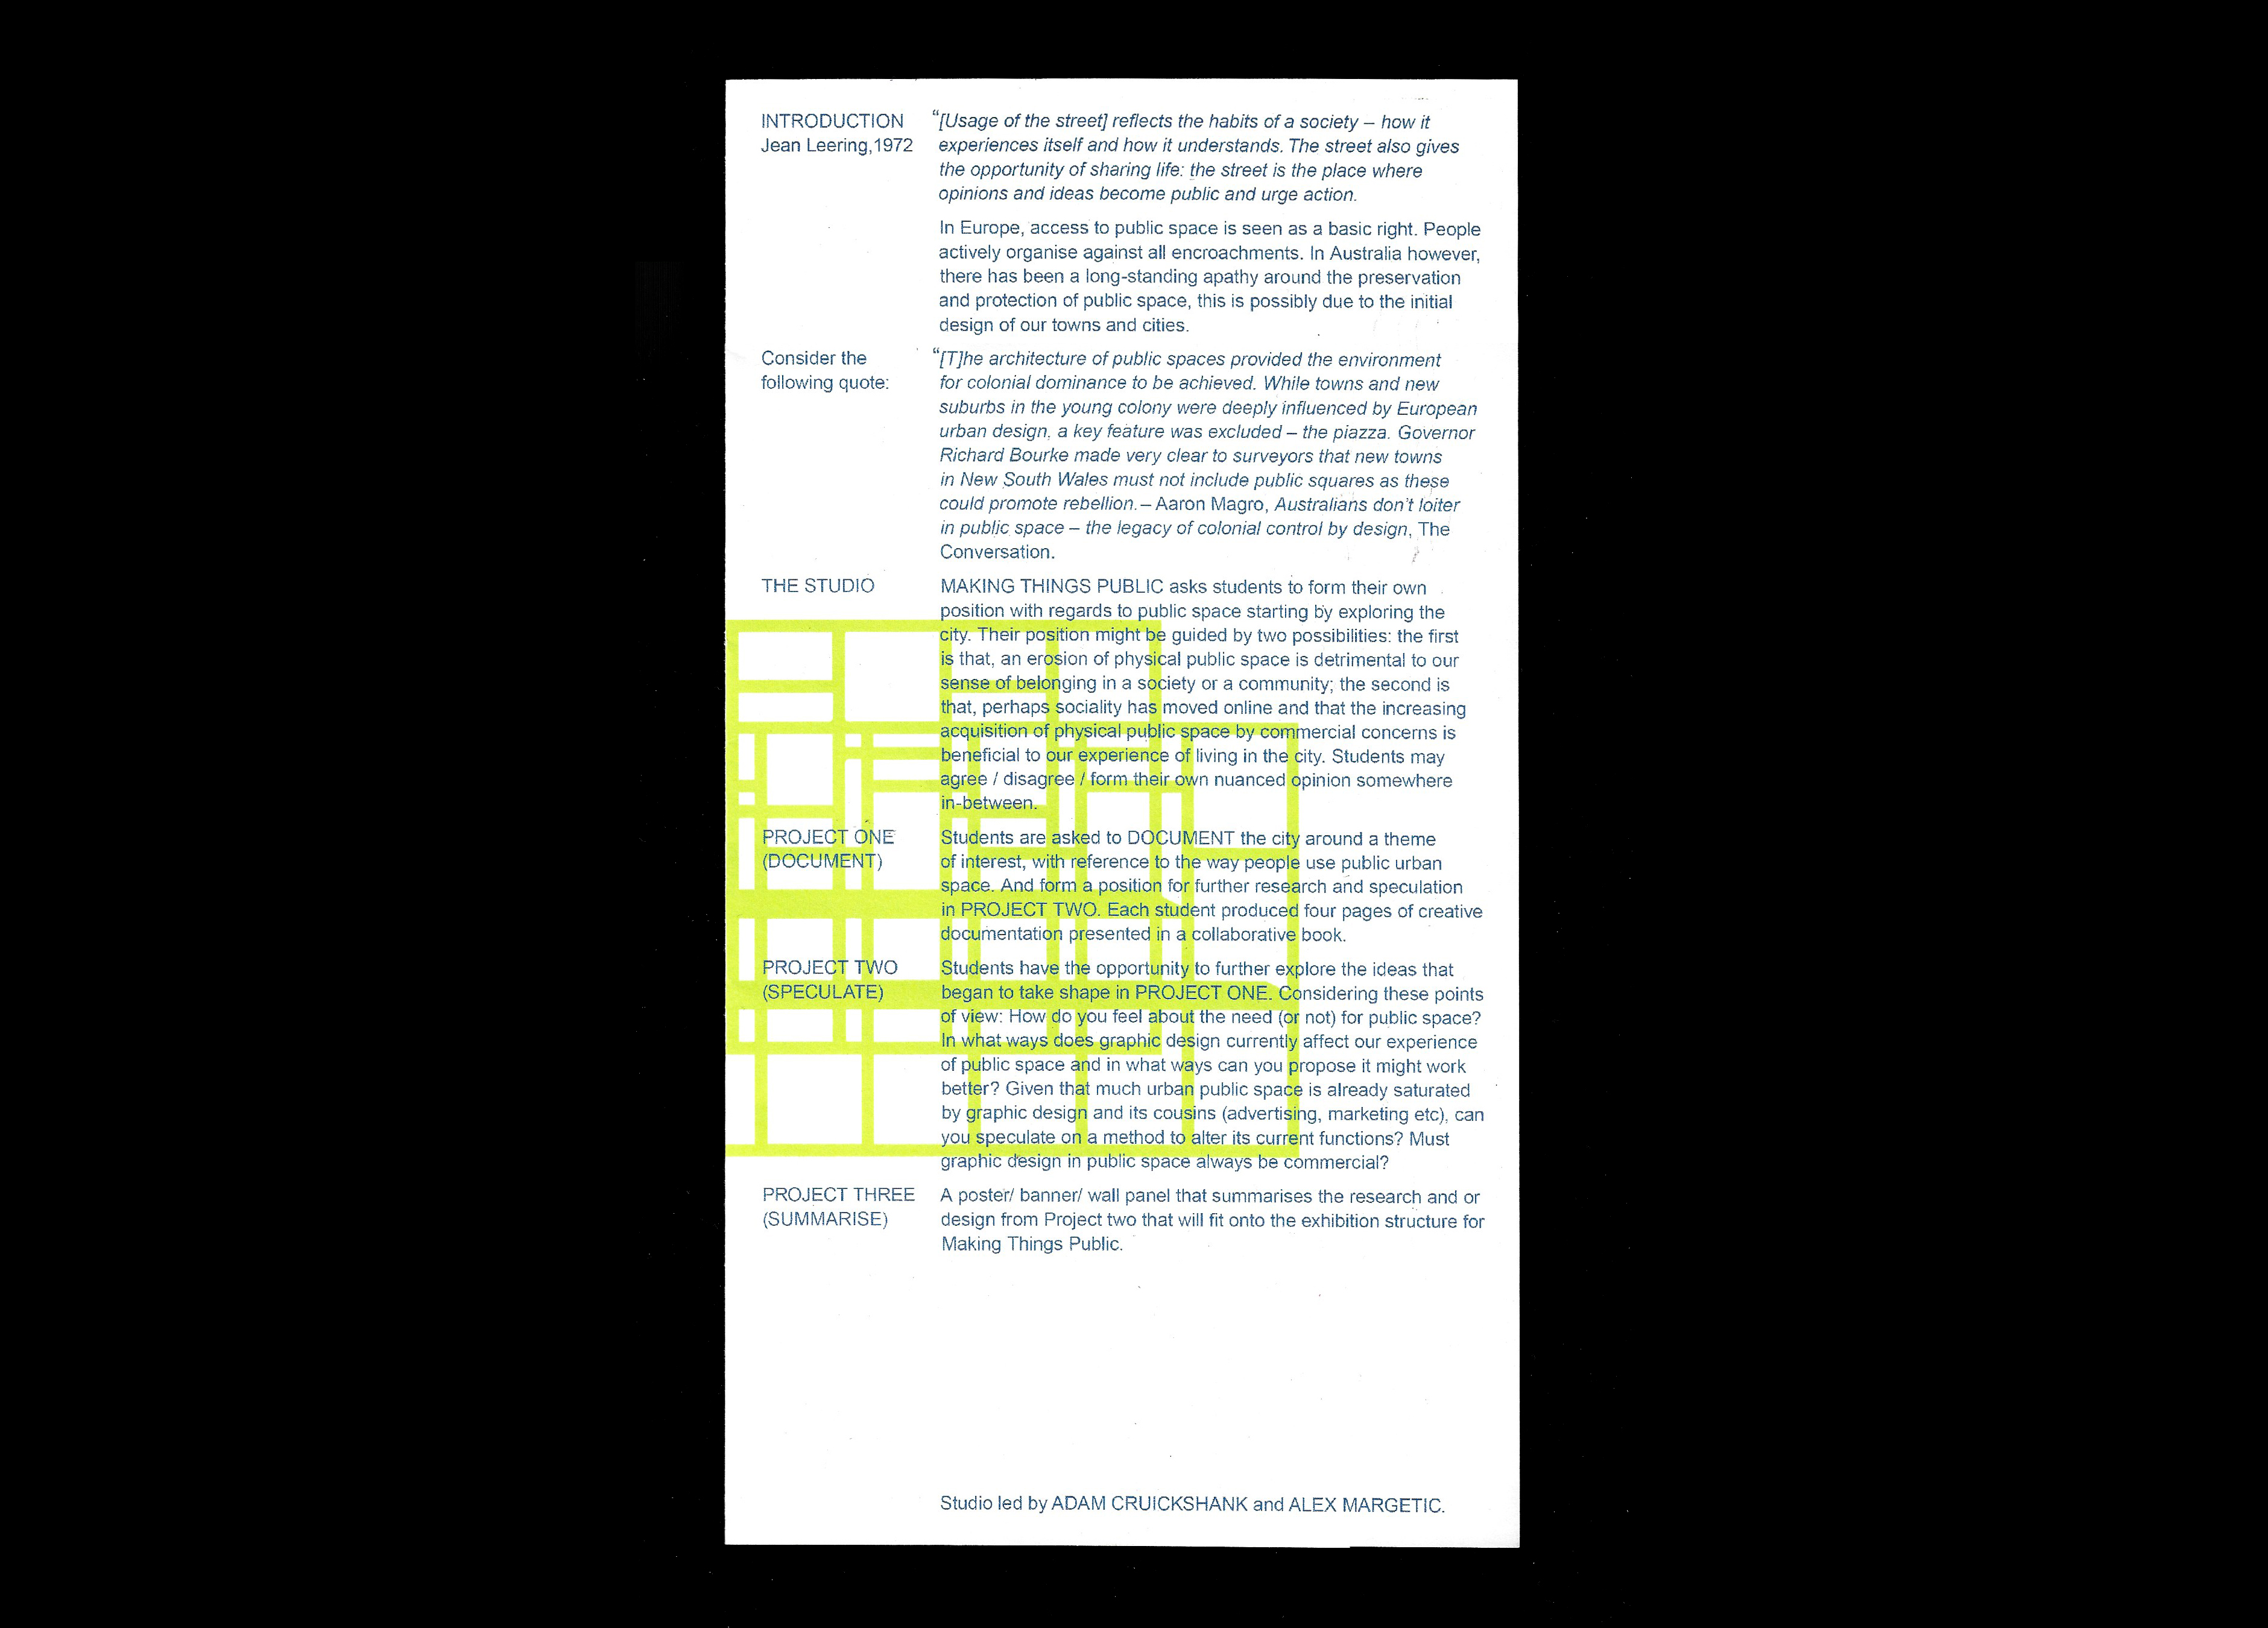 INTRODUCTION
Jean Leering,1972
“[Usage of the street] reflects the habits of a society – how it
experiences itself and how it understands. The street also gives
the opportunity of sharing life: the street is the place where
opinions and ideas become public and urge action.
In Europe, access to public space is seen as a basic right. People
actively organise against all encroachments. In Australia however,
there has been a long-standing apathy around the preservation
and protection of public space, this is possibly due to the initial
design of our towns and cities.
Consider the
following quote:
“[T]he architecture of public spaces provided the environment
for colonial dominance to be achieved. While towns and new
suburbs in the young colony were deeply influenced by European
urban design, a key feature was excluded – the piazza. Governor
Richard Bourke made very clear to surveyors that new towns
in New South Wales must not include public squares as these
could promote rebellion. – Aaron Magro, Australians don’t loiter
in public space – the legacy of colonial control by design, The
Conversation.
THE STUDIO
MAKING THINGS PUBLIC asks students to form their own
position with regards to public space starting by exploring the
city. Their position might be guided by two possibilities: the first
is that, an erosion of physical public space is detrimental to our
sense of belonging in a society or a community; the second is
that, perhaps sociality has moved online and that the increasing
acquisition of physical public space by commercial concerns is
beneficial to our experience of living in the city. Students may
agree / disagree / form their own nuanced opinion somewhere
in-between.
PROJECT ONE
(DOCUMENT)
Students are asked to DOCUMENT the city around a theme
of interest, with reference to the way people use public urban
space. And form a position for further research and speculation
in PROJECT TWO. Each student produced four pages of creative
documentation presented in a collaborative book.
PROJECT TWO
(SPECULATE)
Students have the opportunity to further explore the ideas that
began to take shape in PROJECT ONE. Considering these points
of view: How do you feel about the need (or not) for public space?
In what ways does graphic design currently affect our experience
of public space and in what ways can you propose it might work
better? Given that much urban public space is already saturated
by graphic design and its cousins (advertising, marketing etc), can
you speculate on a method to alter its current functions? Must
graphic design in public space always be commercial?
PROJECT THREE
(SUMMARISE)
A poster/ banner/ wall panel that summarises the research and or
design from Project two that will fit onto the exhibition structure for
Making Things Public.
Studio led by ADAM CRUICKSHANK and ALEX MARGETIC.